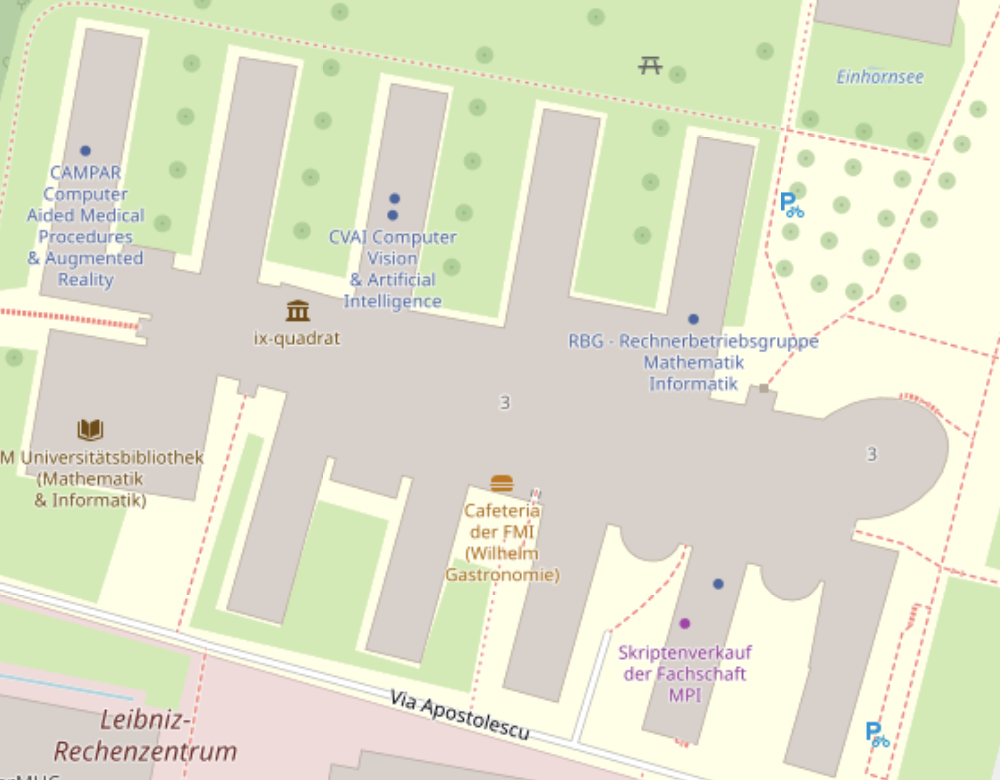 Einhornsee
CAMPAR
Computer
Aided Medical
Procedures
& Augmented
Reality
CVAI Computer
Vision
& Artificial
Intelligence
ix-quadrat
RBG - Rechnerbetriebsgruppe
Mathematik
Informatik
3
3
M Universitätsbibliothek
(Mathematik
& Informatik)
Cafeteria
der FMI
(Wilhelm
Gastronomie)
Skriptenverkauf
der Fachschaft
MPI
Via Apostolescu
Leibniz-
Rechenzentrum
P
P